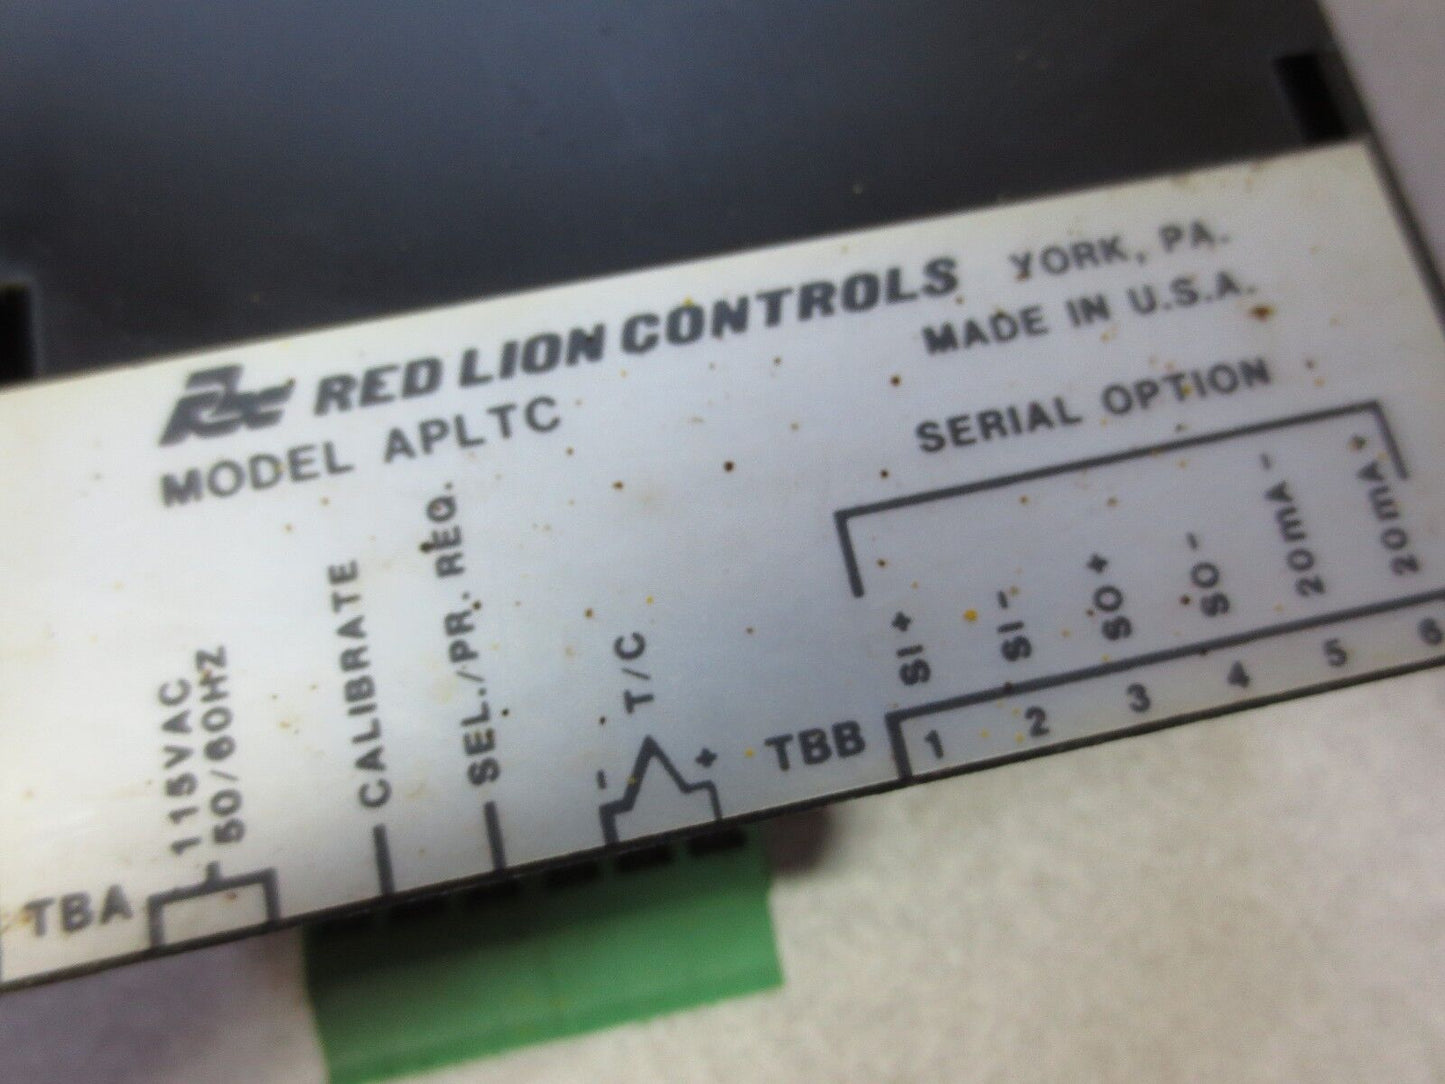 RLC RED LION CONTROLS YORK, PA.
MADE IN U.S.A.
MODEL APLTC
SERIAL OPTION
115VAC
50/60HZ
CALIBRATE
SEL./PR. REQ.
- T/C +
SI+
SI-
SO+
SO-
20mA-
20mA+
TBA
TBB
1 2 3 4 5 6